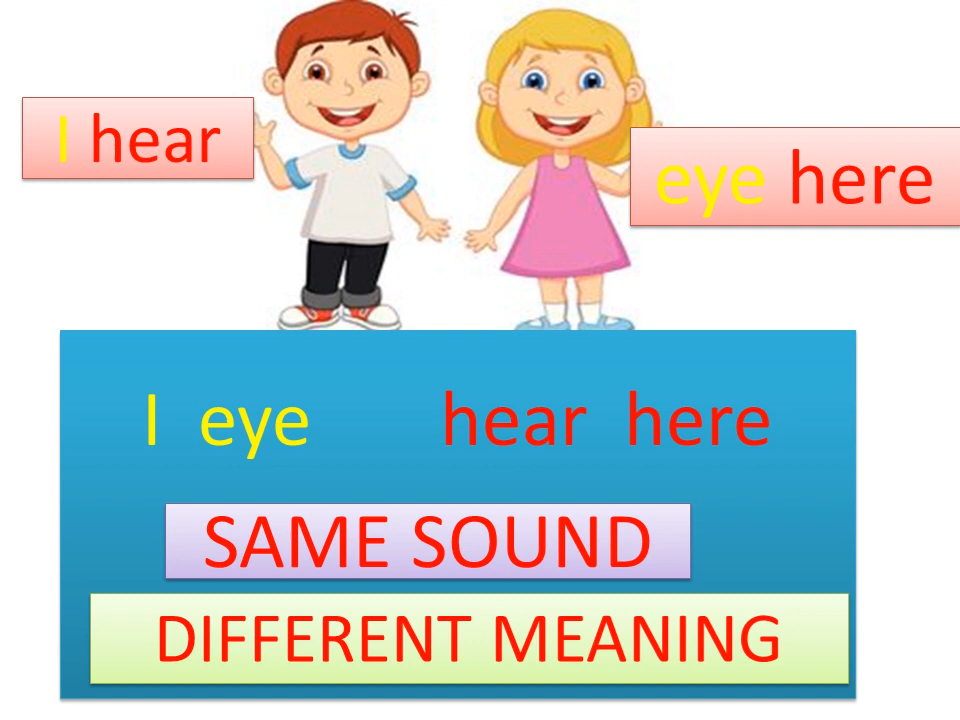 I hear
eye here
I eye hear here
SAME SOUND
DIFFERENT MEANING